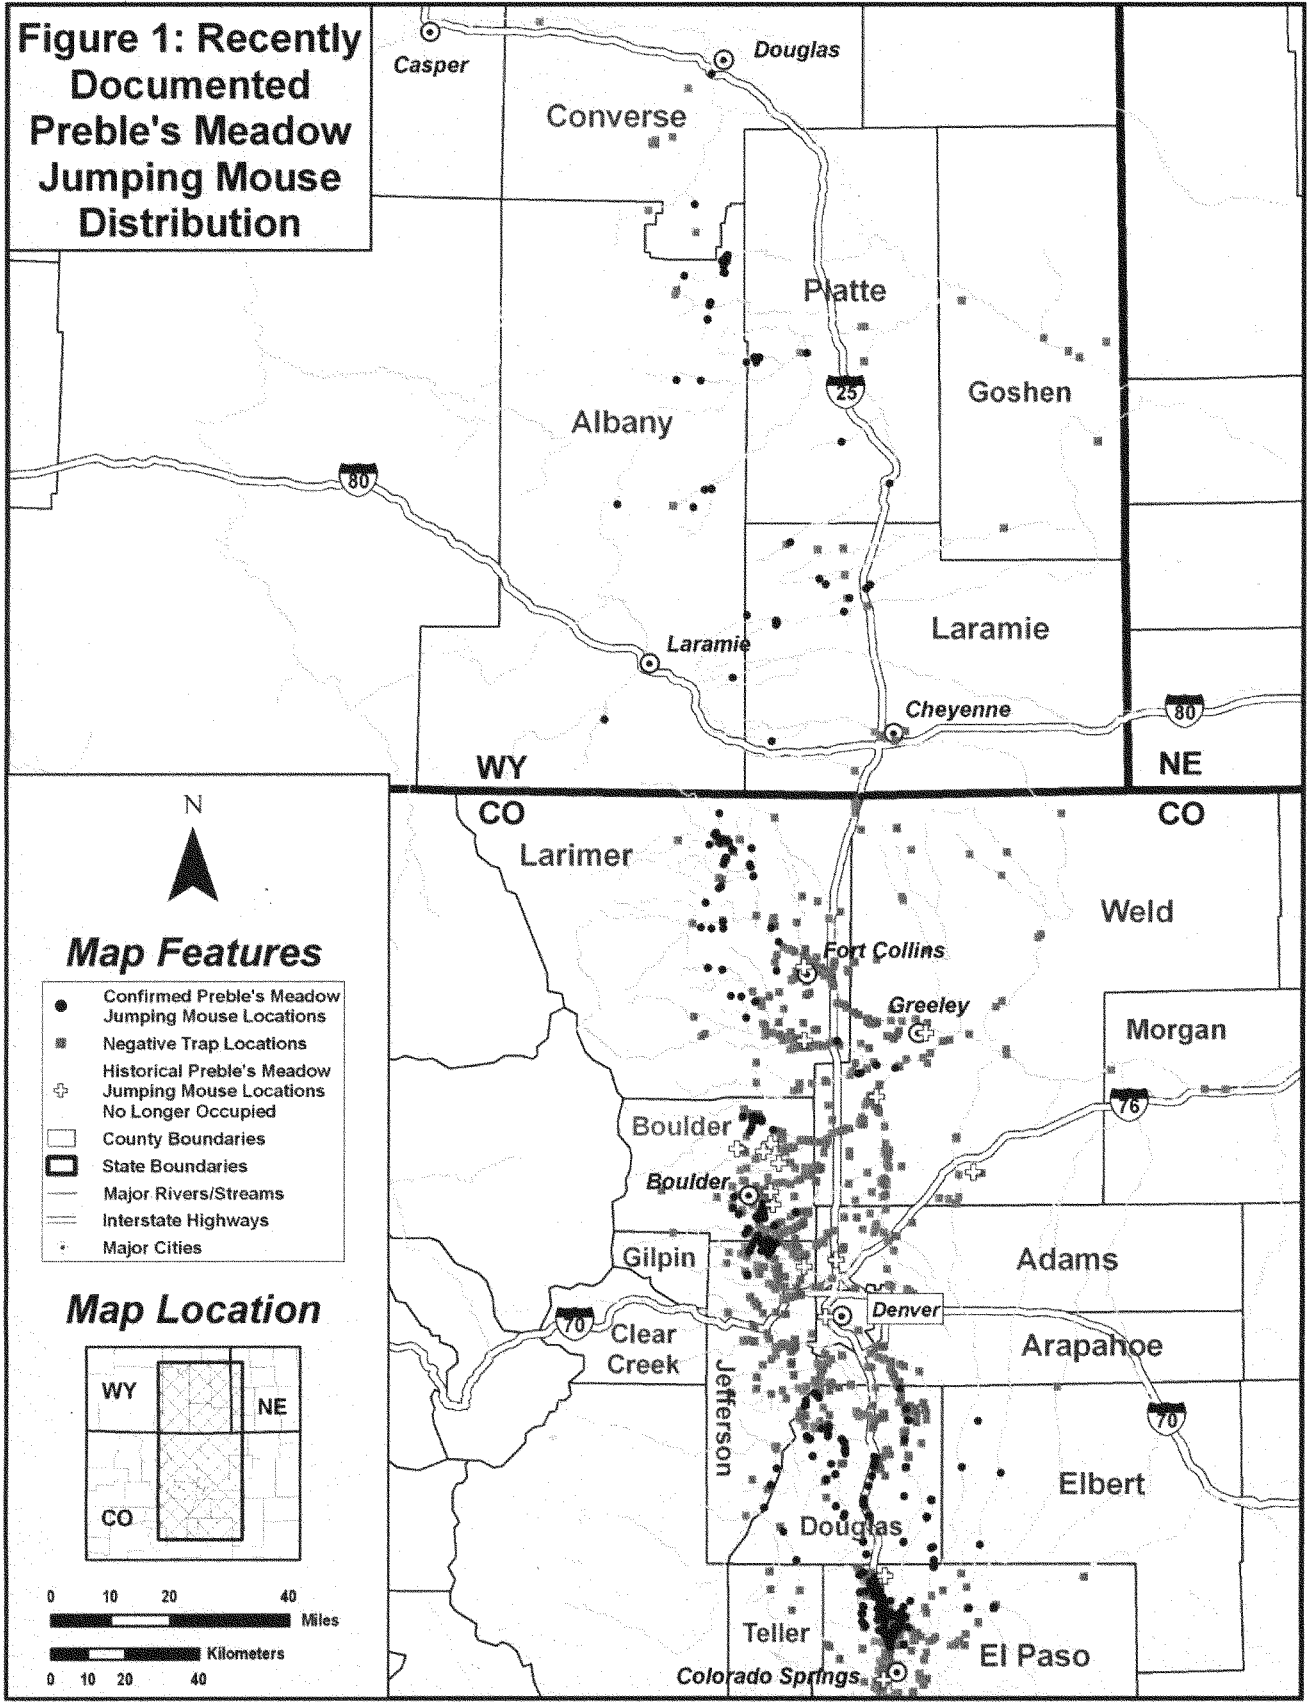 Figure 1: Recently
Documented
Preble's Meadow
Jumping Mouse
Distribution
Casper
Douglas
Converse
Platte
25
Goshen
Albany
80
Laramie
Laramie
Cheyenne
80
WY
NE
CO
CO
Larimer
Weld
Fort Collins
Greeley
Morgan
76
Boulder
Boulder
Gilpin
Adams
70
Clear
Creek
Denver
Arapahoe
Jefferson
70
Elbert
Douglas
Teller
El Paso
Colorado Springs
N
Map Features
Confirmed Preble's Meadow
Jumping Mouse Locations
Negative Trap Locations
Historical Preble's Meadow
Jumping Mouse Locations
No Longer Occupied
County Boundaries
State Boundaries
Major Rivers/Streams
Interstate Highways
Major Cities
Map Location
WY
NE
CO
0 10 20 40
Miles
Kilometers
0 10 20 40